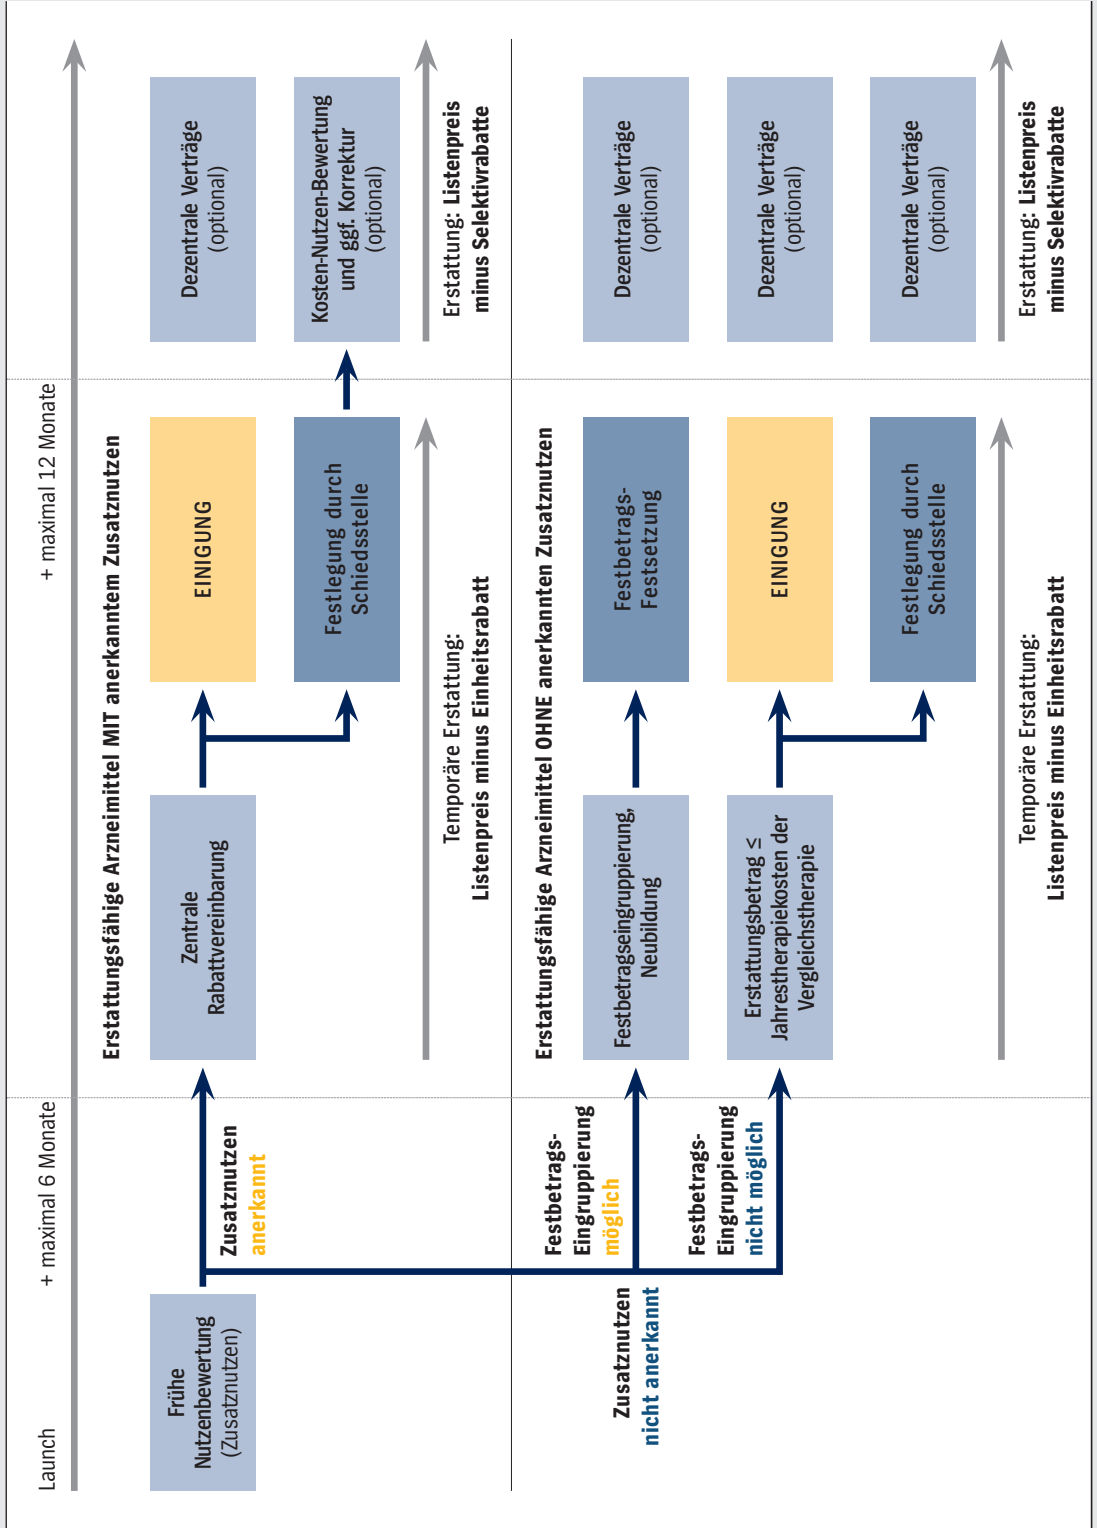 Launch
+ maximal 6 Monate
+ maximal 12 Monate
Erstattungsfähige Arzneimittel MIT anerkanntem Zusatznutzen
Frühe
Nutzenbewertung
(Zusatznutzen)
Zusatznutzen
anerkannt
Zentrale
Rabattvereinbarung
EINIGUNG
Dezentrale Verträge
(optional)
Festlegung durch
Schiedsstelle
Kosten-Nutzen-Bewertung
und ggf. Korrektur
(optional)
Temporäre Erstattung:
Listenpreis minus Einheitsrabatt
Erstattung: Listenpreis
minus Selektivrabatte
Erstattungsfähige Arzneimittel OHNE anerkannten Zusatznutzen
Zusatznutzen
nicht anerkannt
Festbetrags-
Eingruppierung
möglich
Festbetragseingruppierung,
Neubildung
Festbetrags-
Festsetzung
Dezentrale Verträge
(optional)
Festbetrags-
Eingruppierung
nicht möglich
Erstattungsbetrag ≤
Jahrestherapiekosten der
Vergleichstherapie
EINIGUNG
Dezentrale Verträge
(optional)
Festlegung durch
Schiedsstelle
Dezentrale Verträge
(optional)
Temporäre Erstattung:
Listenpreis minus Einheitsrabatt
Erstattung: Listenpreis
minus Selektivrabatte